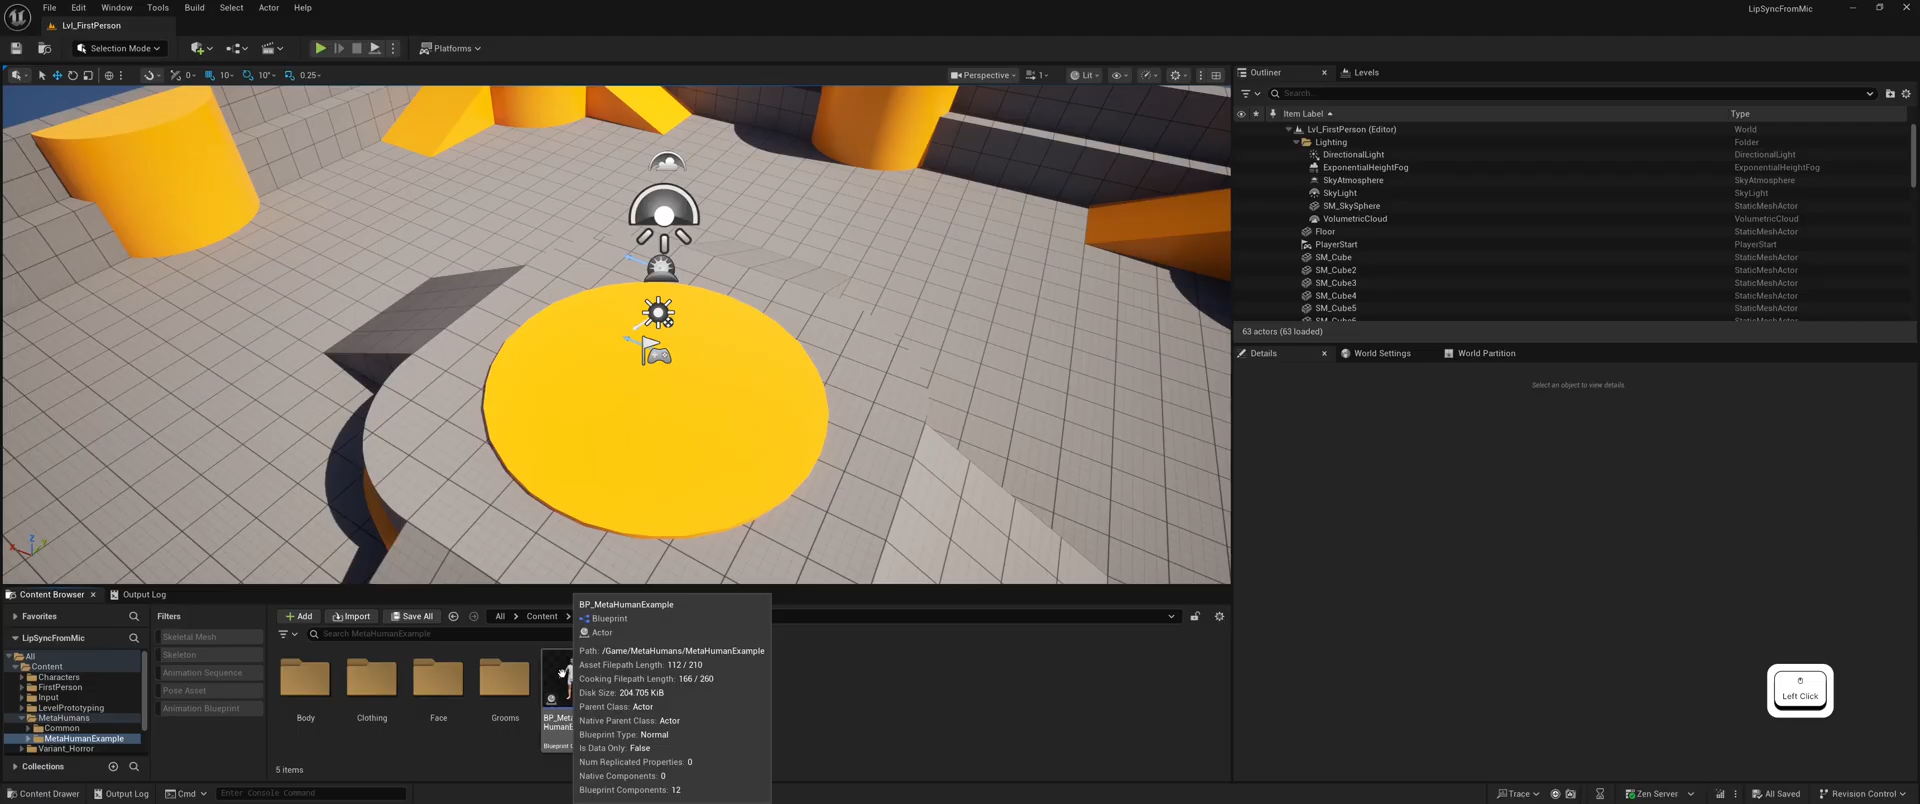 File Edit Window Tools Build Select Actor Help
LipSyncFromMic
Lvl_FirstPerson
Selection Mode
Platforms
0
10
10°
0.25
Perspective
1
Lit
Outliner
Levels
Search...
Item Label
Type
Lvl_FirstPerson (Editor) World
Lighting Folder
DirectionalLight DirectionalLight
ExponentialHeightFog ExponentialHeightFog
SkyAtmosphere SkyAtmosphere
SkyLight SkyLight
SM_SkySphere StaticMeshActor
VolumetricCloud VolumetricCloud
Floor StaticMeshActor
PlayerStart PlayerStart
SM_Cube StaticMeshActor
SM_Cube2 StaticMeshActor
SM_Cube3 StaticMeshActor
SM_Cube4 StaticMeshActor
SM_Cube5 StaticMeshActor
SM_Cube6 StaticMeshActor
63 actors (63 loaded)
Details
World Settings
World Partition
Select an object to view details.
Content Browser
Output Log
Favorites
LipSyncFromMic
All
Content
Characters
FirstPerson
Input
LevelPrototyping
MetaHumans
Common
MetaHumanExample
Variant_Horror
Collections
Filters
Skeletal Mesh
Skeleton
Animation Sequence
Pose Asset
Animation Blueprint
Add
Import
Save All
All
Content
Search MetaHumanExample
Body
Clothing
Face
Grooms
5 items
BP_MetaHumanExample
Blueprint
Actor
Path: /Game/MetaHumans/MetaHumanExample
Asset Filepath Length: 112 / 210
Cooking Filepath Length: 166 / 260
Disk Size: 204.705 KiB
Parent Class: Actor
Native Parent Class: Actor
Blueprint Type: Normal
Is Data Only: False
Num Replicated Properties: 0
Native Components: 0
Blueprint Components: 12
Left Click
Content Drawer
Output Log
Cmd
Enter Console Command
Trace
Zen Server
All Saved
Revision Control